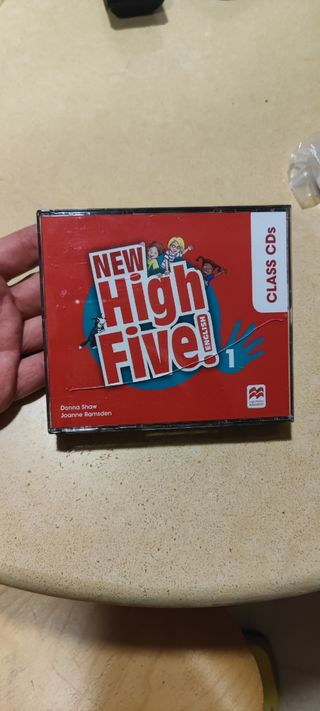 NEW
High
Five!
ENGLISH
1
CLASS CDs
Donna Shaw
Joanne Ramsden